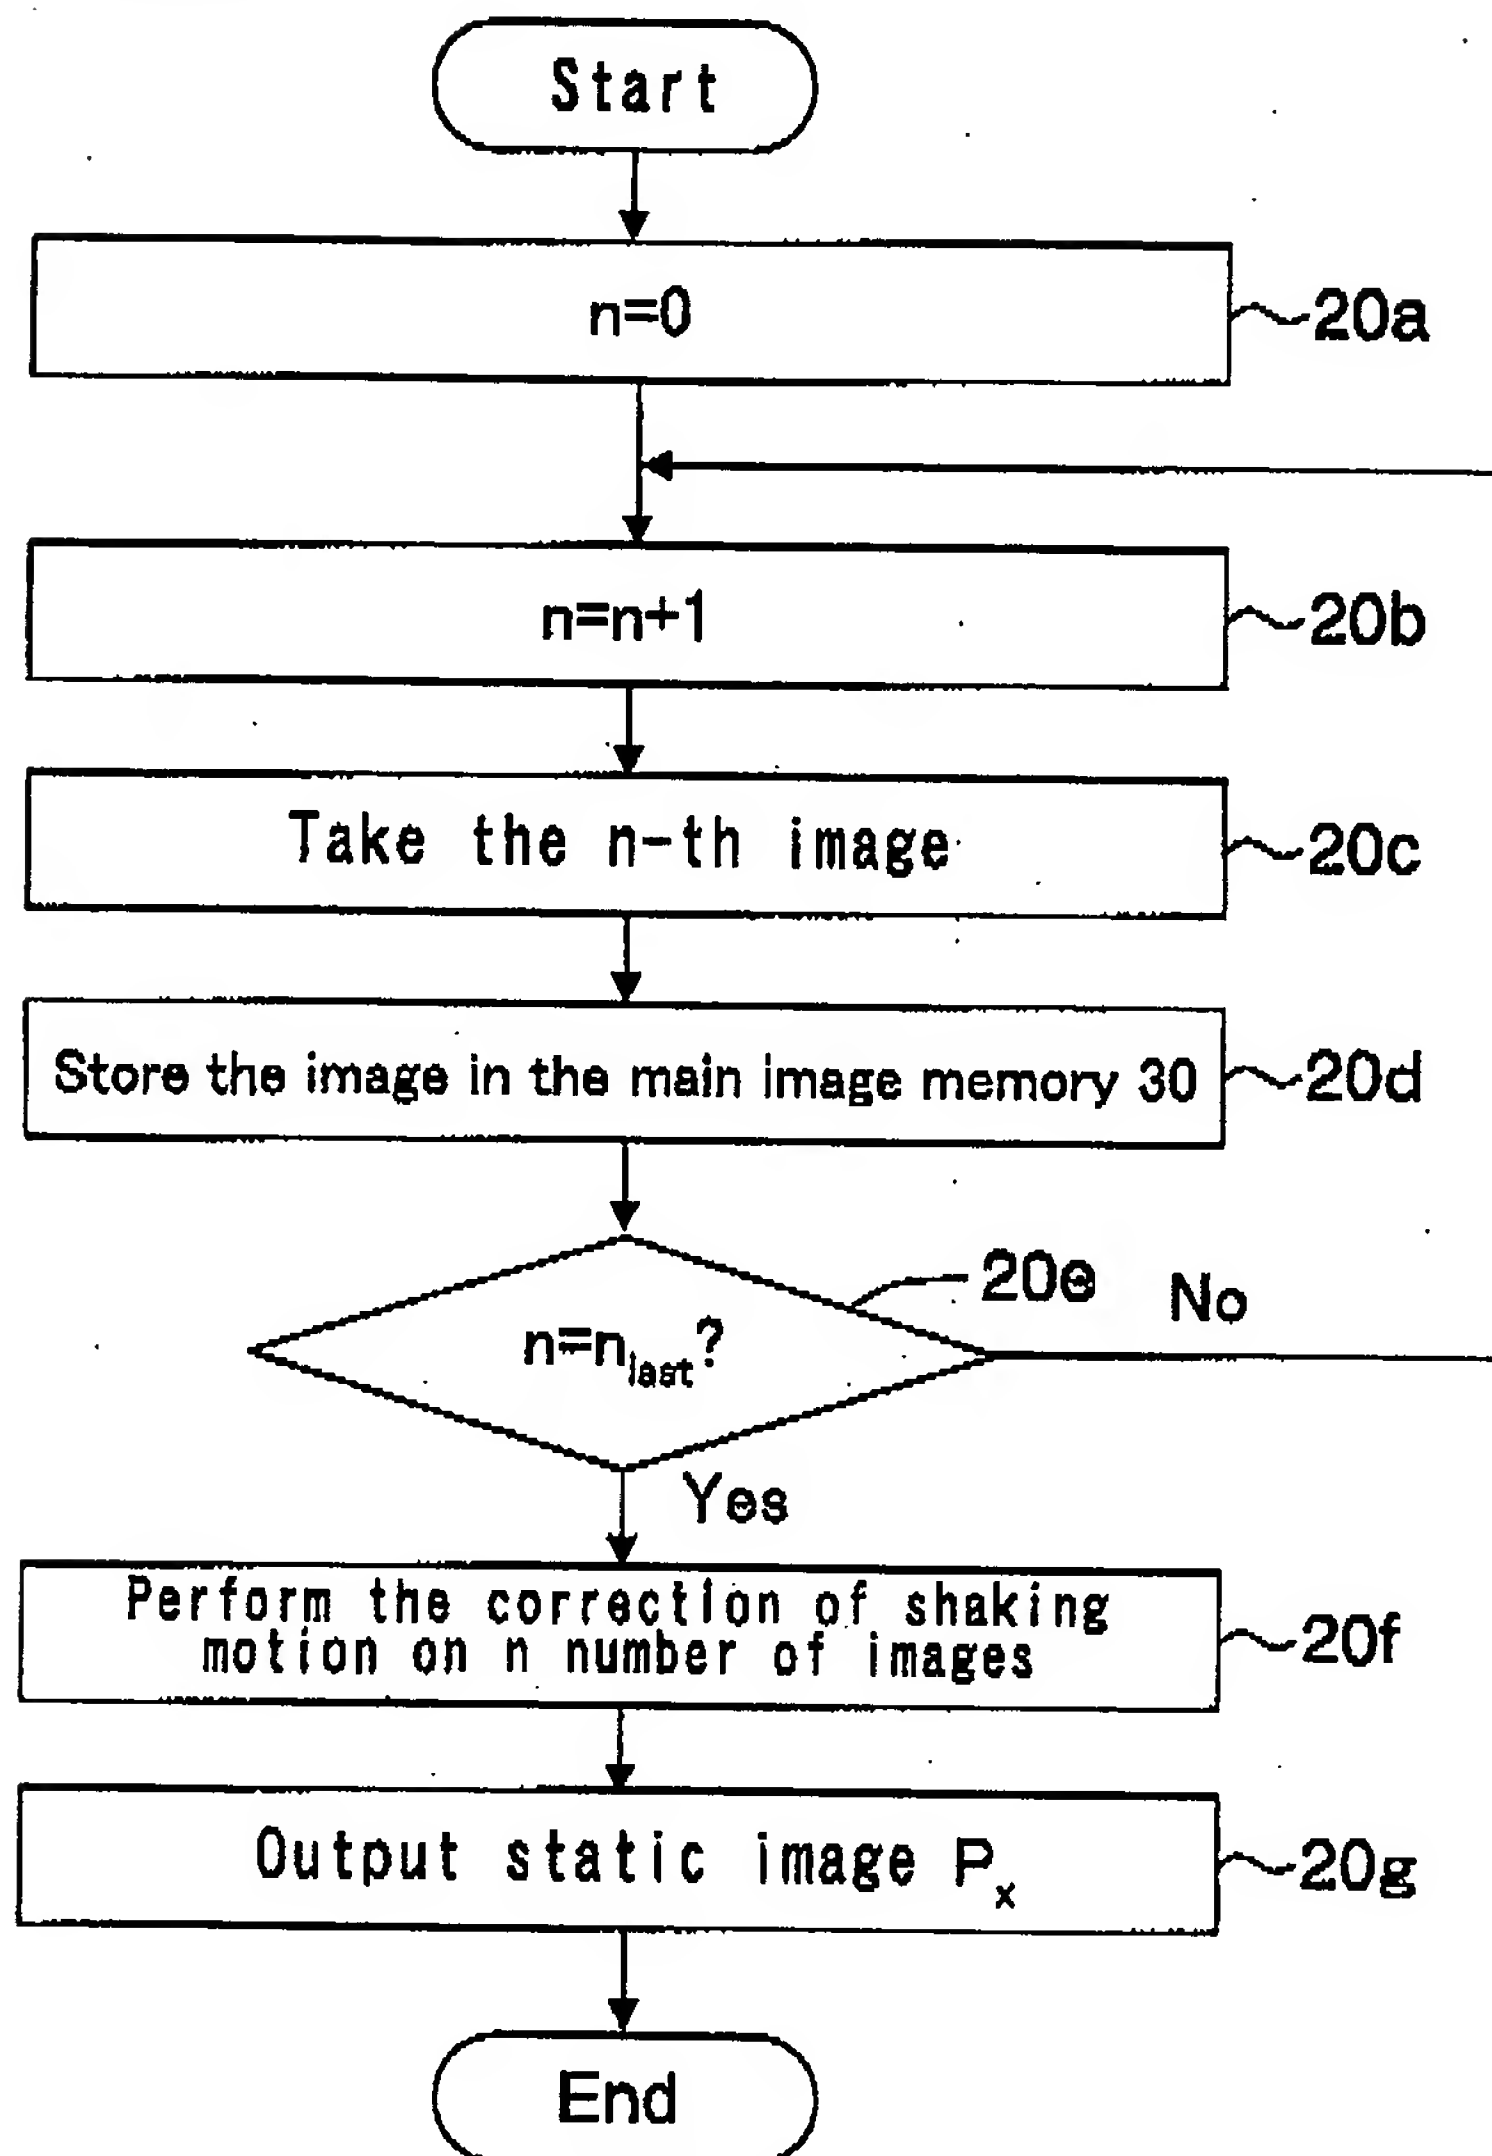 Start
n=0
20a
n=n+1
20b
Take the n-th image
20c
Store the image in the main image memory 30
20d
20e
No
n=nlast?
Yes
Perform the correction of shaking
motion on n number of images
20f
Output static image Px
20g
End